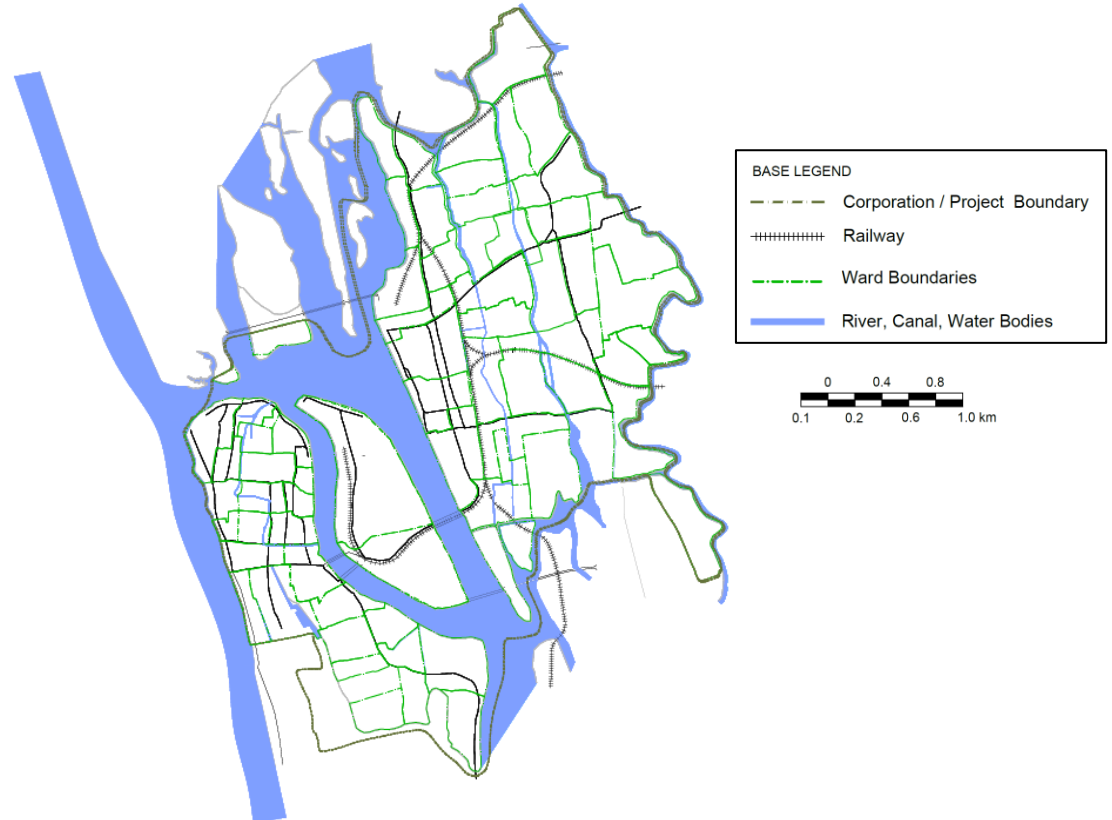 BASE LEGEND
Corporation / Project Boundary
Railway
Ward Boundaries
River, Canal, Water Bodies
0 0.4 0.8
0.1 0.2 0.6 1.0 km